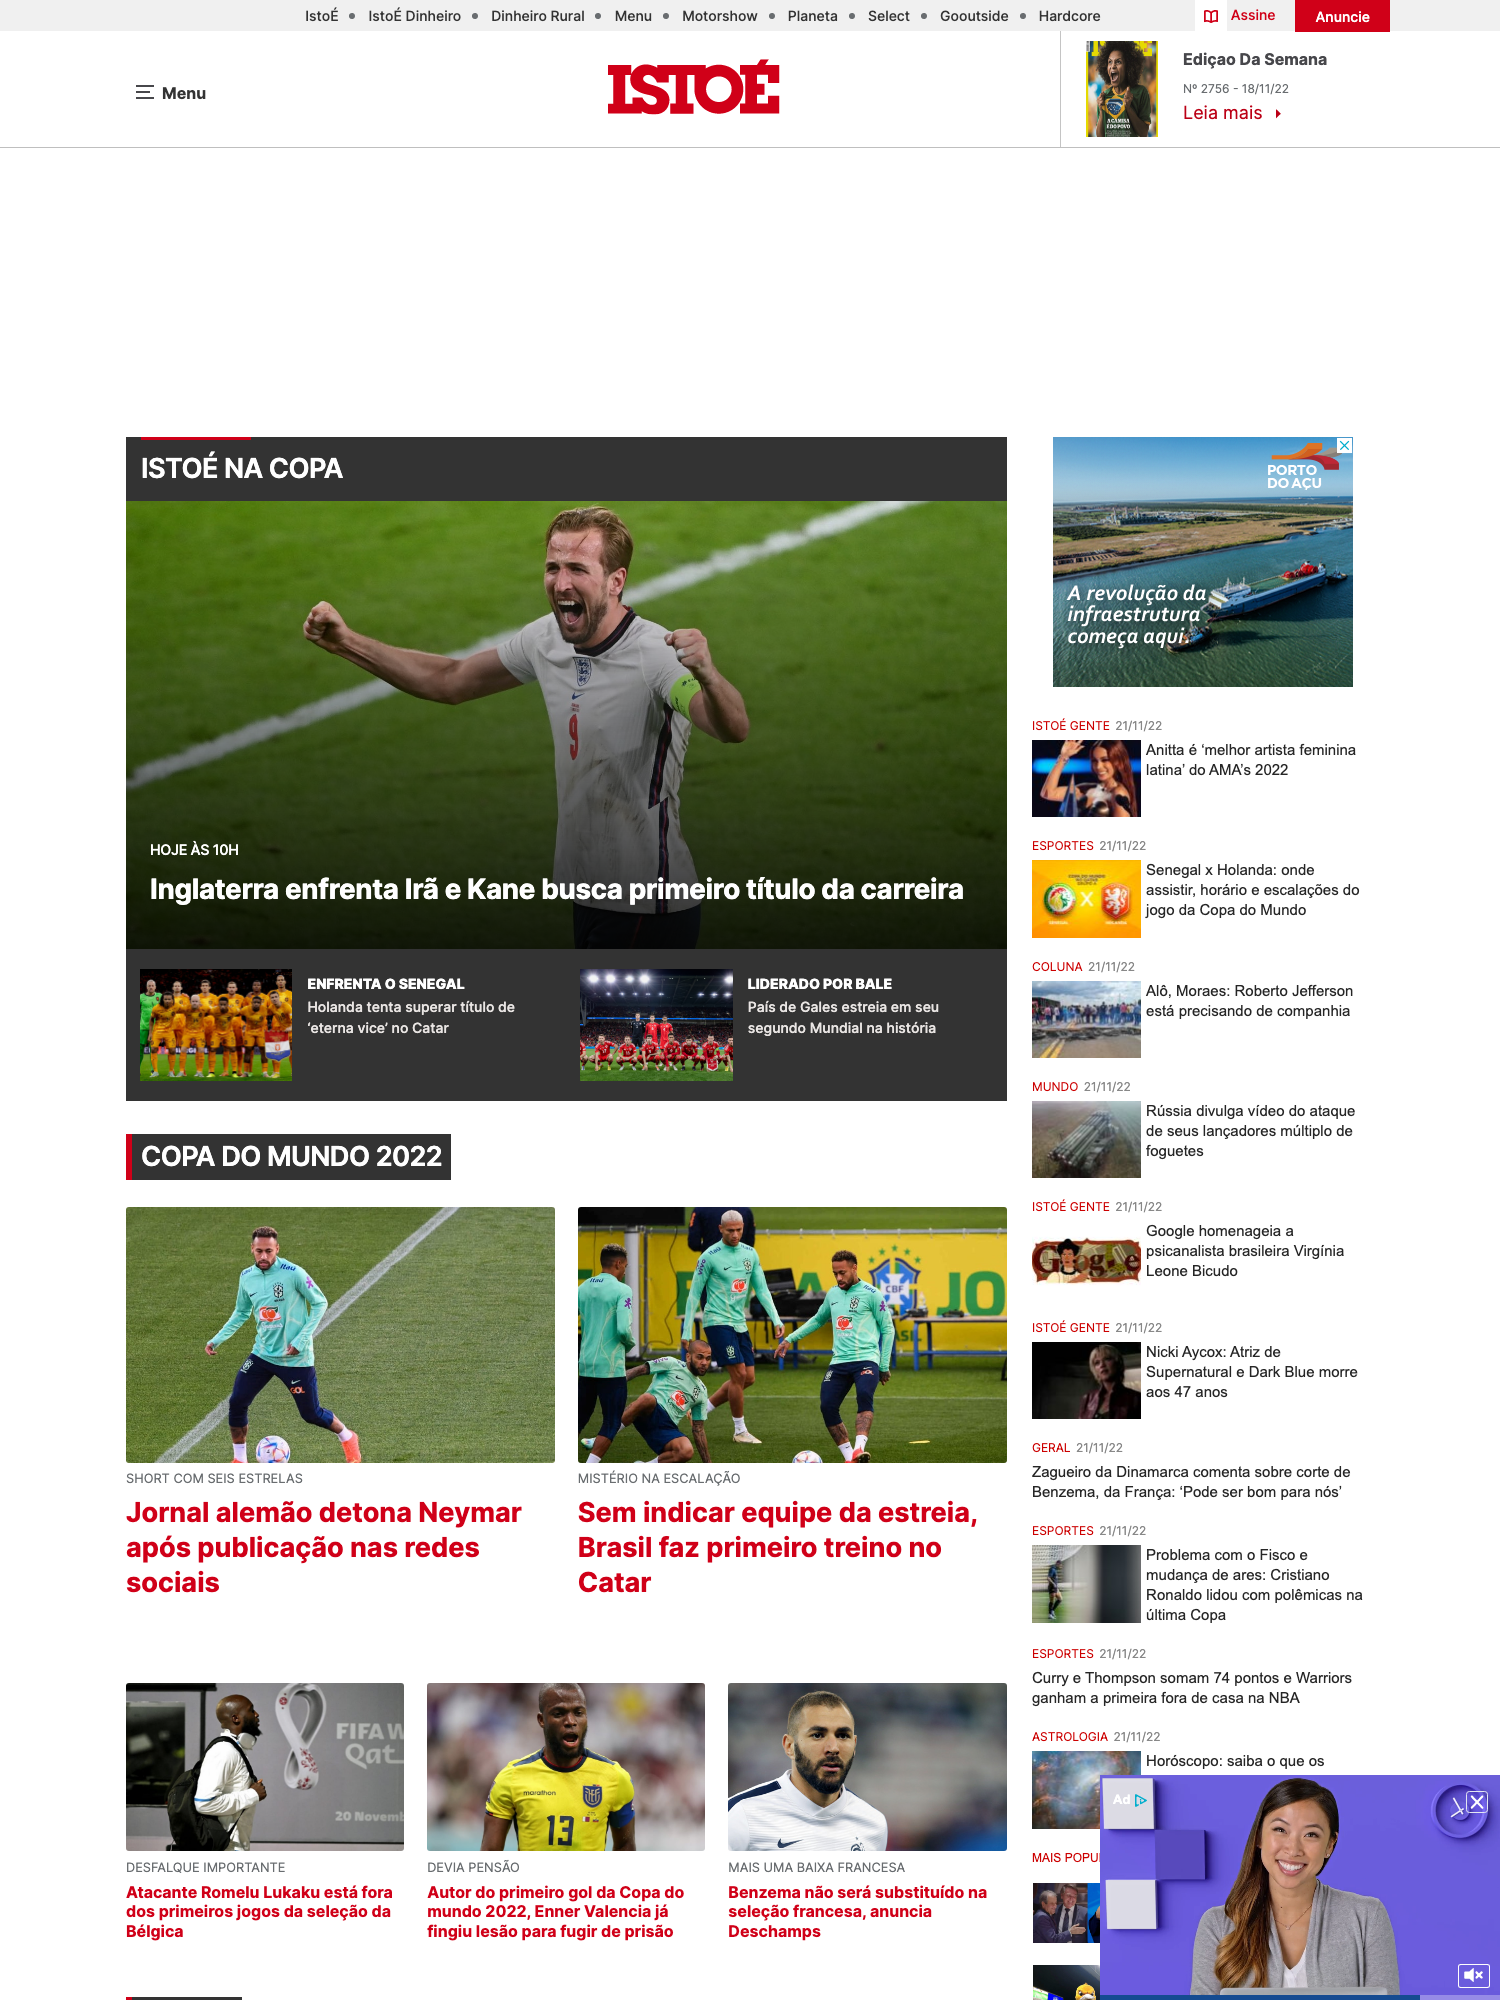 IstoÉ • IstoÉ Dinheiro • Dinheiro Rural • Menu • Motorshow • Planeta • Select • Gooutside • Hardcore
Assine
Anuncie
Menu
ISTOÉ
A CAMISA
É DO POVO
Ediçao Da Semana
Nº 2756 - 18/11/22
Leia mais
ISTOÉ NA COPA
9
HOJE ÀS 10H
Inglaterra enfrenta Irã e Kane busca primeiro título da carreira
ENFRENTA O SENEGAL
Holanda tenta superar título de
‘eterna vice’ no Catar
LIDERADO POR BALE
País de Gales estreia em seu
segundo Mundial na história
COPA DO MUNDO 2022
SHORT COM SEIS ESTRELAS
Jornal alemão detona Neymar
após publicação nas redes
sociais
CBF
JO
MISTÉRIO NA ESCALAÇÃO
Sem indicar equipe da estreia,
Brasil faz primeiro treino no
Catar
FIFA W
Qat
20 Novemb
DESFALQUE IMPORTANTE
Atacante Romelu Lukaku está fora
dos primeiros jogos da seleção da
Bélgica
marathon
13
DEVIA PENSÃO
Autor do primeiro gol da Copa do
mundo 2022, Enner Valencia já
fingiu lesão para fugir de prisão
MAIS UMA BAIXA FRANCESA
Benzema não será substituído na
seleção francesa, anuncia
Deschamps
PORTO
DO AÇU
A revolução da
infraestrutura
começa aqui.
ISTOÉ GENTE 21/11/22
Anitta é ‘melhor artista feminina
latina’ do AMA’s 2022
ESPORTES 21/11/22
X
Senegal x Holanda: onde
assistir, horário e escalações do
jogo da Copa do Mundo
COLUNA 21/11/22
Alô, Moraes: Roberto Jefferson
está precisando de companhia
MUNDO 21/11/22
Rússia divulga vídeo do ataque
de seus lançadores múltiplo de
foguetes
ISTOÉ GENTE 21/11/22
Google
Google homenageia a
psicanalista brasileira Virgínia
Leone Bicudo
ISTOÉ GENTE 21/11/22
Nicki Aycox: Atriz de
Supernatural e Dark Blue morre
aos 47 anos
GERAL 21/11/22
Zagueiro da Dinamarca comenta sobre corte de
Benzema, da França: ‘Pode ser bom para nós’
ESPORTES 21/11/22
Problema com o Fisco e
mudança de ares: Cristiano
Ronaldo lidou com polêmicas na
última Copa
ESPORTES 21/11/22
Curry e Thompson somam 74 pontos e Warriors
ganham a primeira fora de casa na NBA
ASTROLOGIA 21/11/22
Horóscopo: saiba o que os
Ad
MAIS POPU